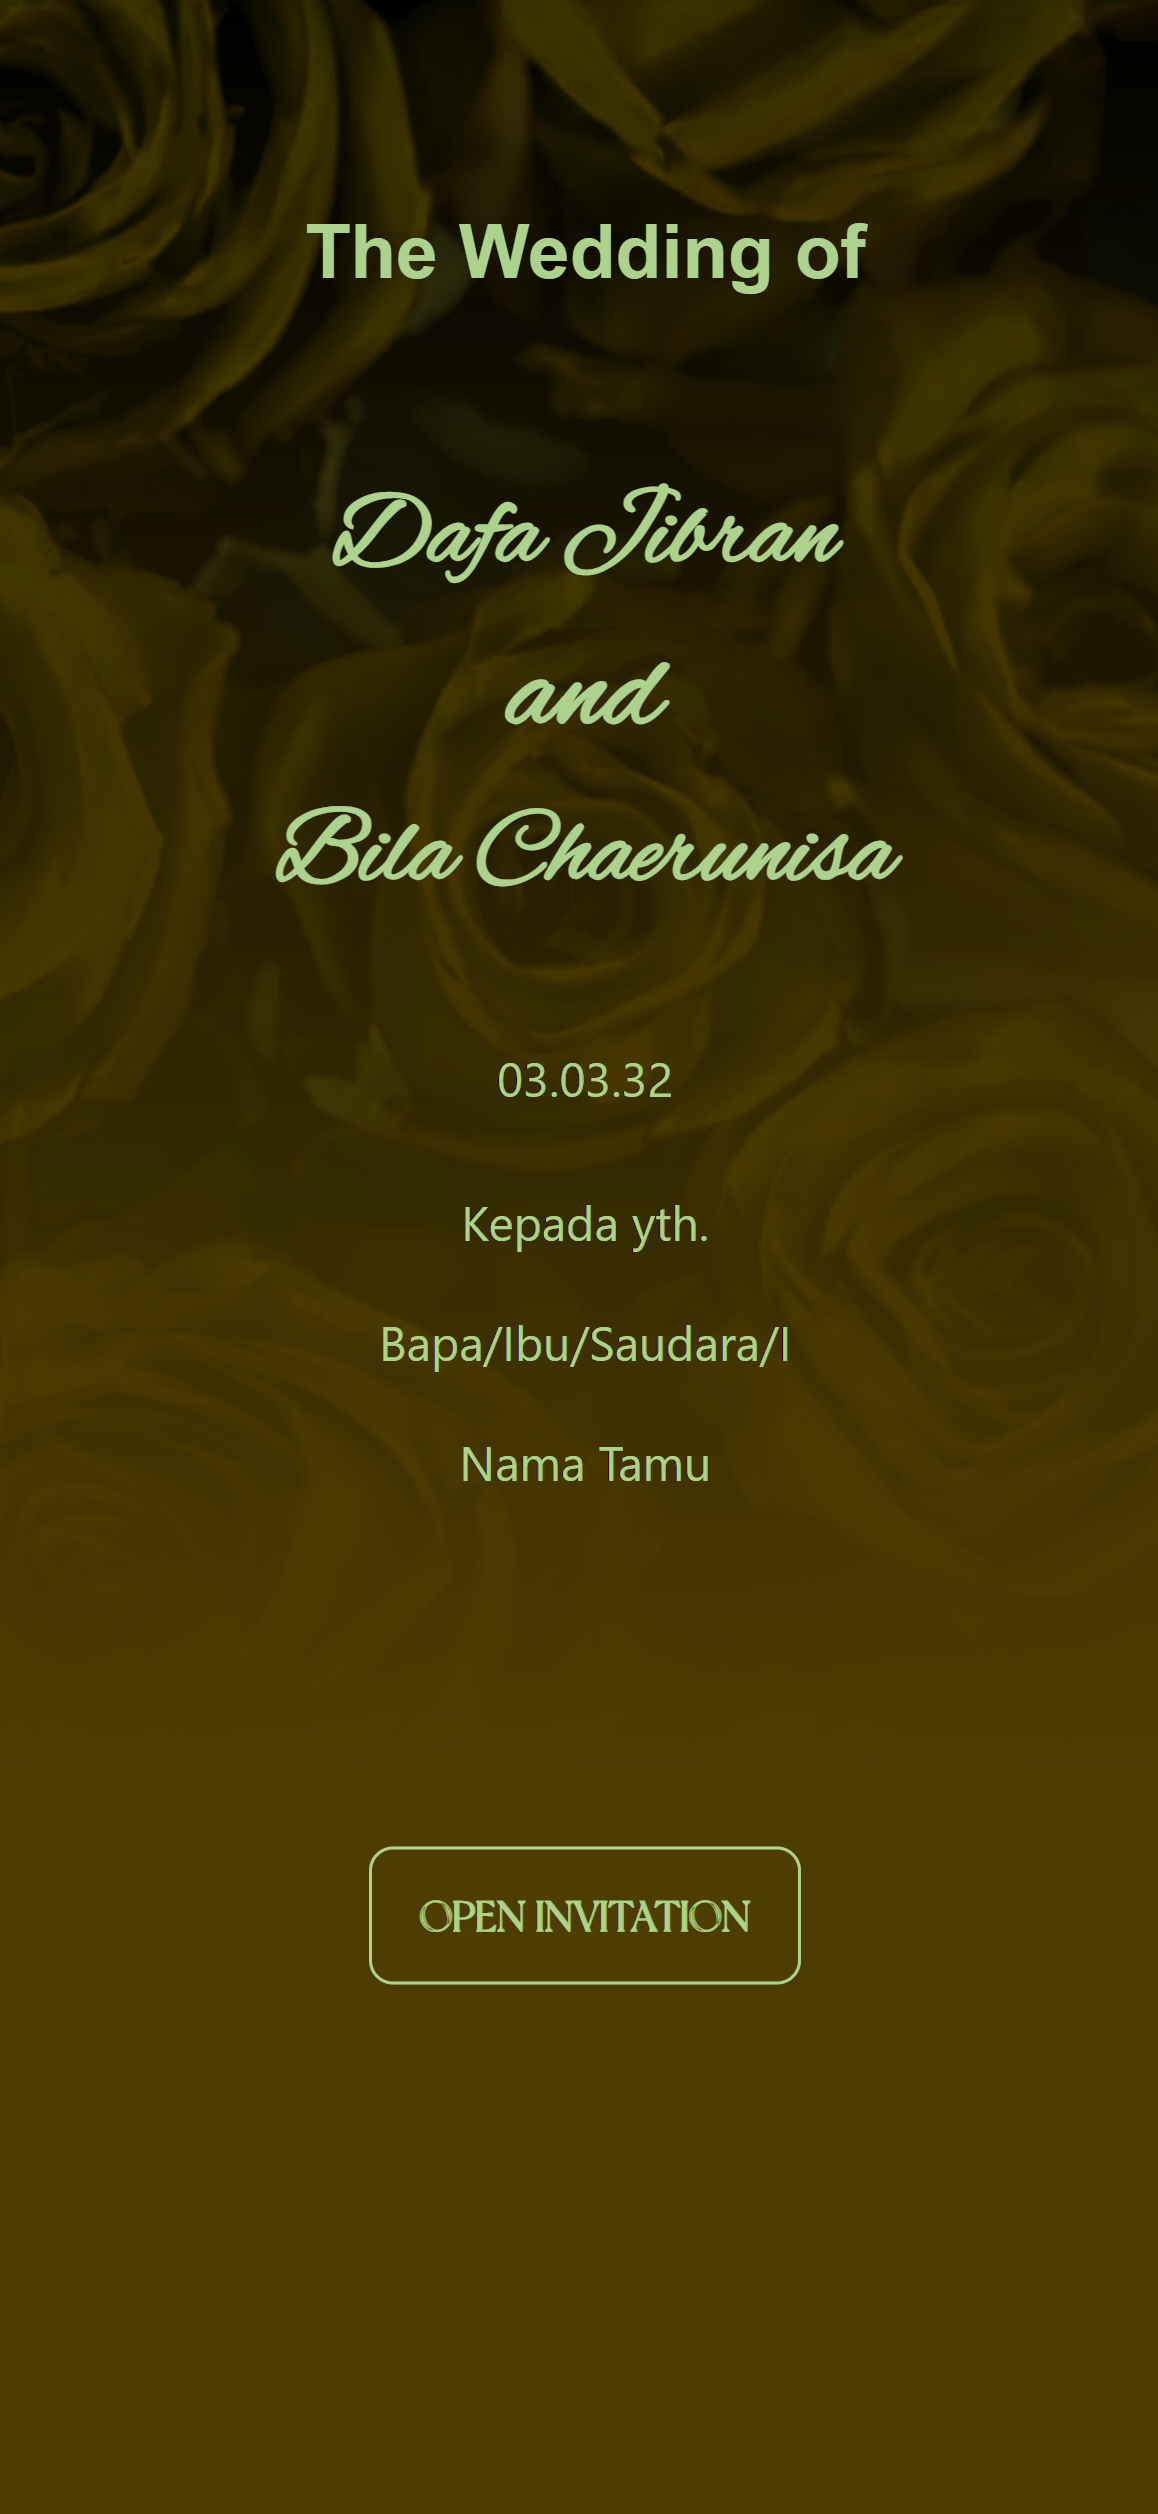 The Wedding of
Dafa Jibran
and
Bila Chaerunisa
03.03.32
Kepada yth.
Bapa/Ibu/Saudara/I
Nama Tamu
OPEN INVITATION